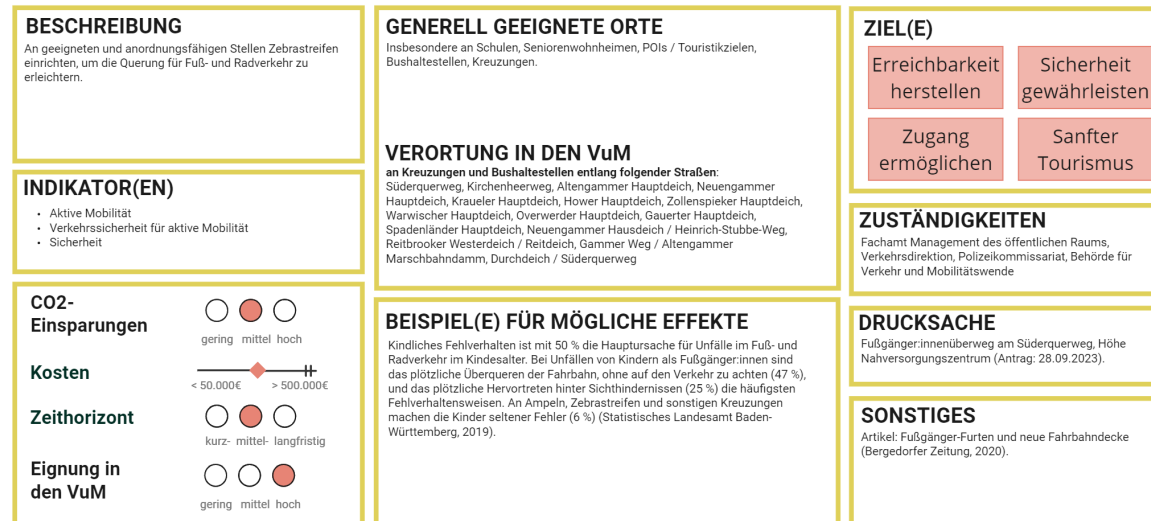 BESCHREIBUNG
An geeigneten und anordnungsfähigen Stellen Zebrastreifen
einrichten, um die Querung für Fuß- und Radverkehr zu
erleichtern.
INDIKATOR(EN)
• Aktive Mobilität
• Verkehrssicherheit für aktive Mobilität
• Sicherheit
CO2-
Einsparungen
gering mittel hoch
Kosten
< 50.000€ > 500.000€
Zeithorizont
kurz- mittel- langfristig
Eignung in
den VuM
gering mittel hoch
GENERELL GEEIGNETE ORTE
Insbesondere an Schulen, Seniorenwohnheimen, POIs / Touristikzielen,
Bushaltestellen, Kreuzungen.
VERORTUNG IN DEN VuM
an Kreuzungen und Bushaltestellen entlang folgender Straßen:
Süderquerweg, Kirchenheerweg, Altengammer Hauptdeich, Neuengammer
Hauptdeich, Kraueler Hauptdeich, Hower Hauptdeich, Zollenspieker Hauptdeich,
Warwischer Hauptdeich, Overwerder Hauptdeich, Gauerter Hauptdeich,
Spadenländer Hauptdeich, Neuengammer Hausdeich / Heinrich-Stubbe-Weg,
Reitbrooker Westerdeich / Reitdeich, Gammer Weg / Altengammer
Marschbahndamm, Durchdeich / Süderquerweg
BEISPIEL(E) FÜR MÖGLICHE EFFEKTE
Kindliches Fehlverhalten ist mit 50 % die Hauptursache für Unfälle im Fuß- und
Radverkehr im Kindesalter. Bei Unfällen von Kindern als Fußgänger:innen sind
das plötzliche Überqueren der Fahrbahn, ohne auf den Verkehr zu achten (47 %),
und das plötzliche Hervortreten hinter Sichthindernissen (25 %) die häufigsten
Fehlverhaltensweisen. An Ampeln, Zebrastreifen und sonstigen Kreuzungen
machen die Kinder seltener Fehler (6 %) (Statistisches Landesamt Baden-
Württemberg, 2019).
ZIEL(E)
Erreichbarkeit
herstellen
Sicherheit
gewährleisten
Zugang
ermöglichen
Sanfter
Tourismus
ZUSTÄNDIGKEITEN
Fachamt Management des öffentlichen Raums,
Verkehrsdirektion, Polizeikommissariat, Behörde für
Verkehr und Mobilitätswende
DRUCKSACHE
Fußgänger:innenüberweg am Süderquerweg, Höhe
Nahversorgungszentrum (Antrag: 28.09.2023).
SONSTIGES
Artikel: Fußgänger-Furten und neue Fahrbahndecke
(Bergedorfer Zeitung, 2020).